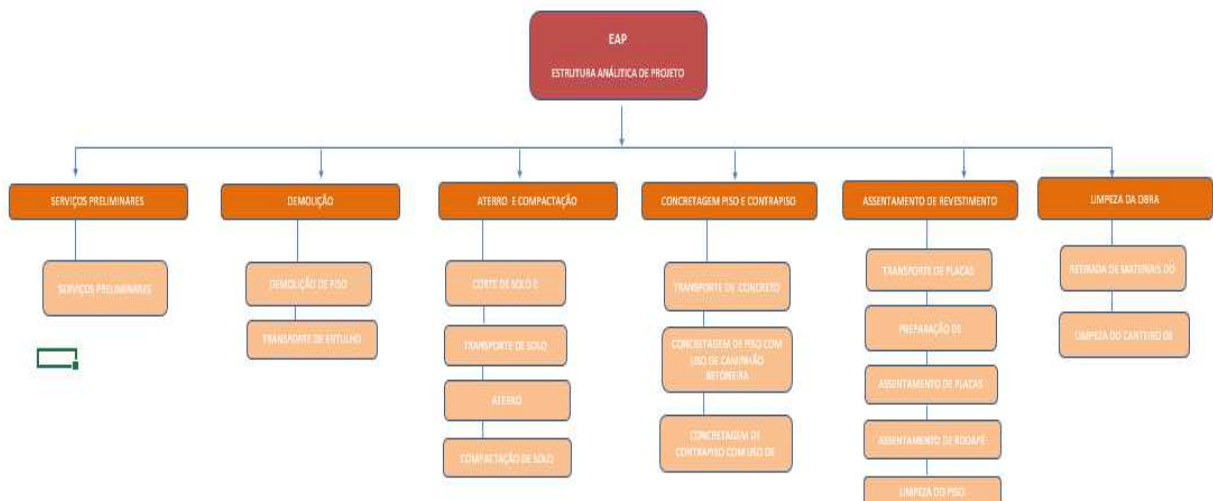 EAP
ESTRUTURA ANÁLITICA DE PROJETO
SERVIÇOS PRELIMINARES
DEMOLIÇÃO
ATERRO E COMPACTAÇÃO
CONCRETAGEM PISO E CONTRAPISO
ASSENTAMENTO DE REVESTIMENTO
LIMPEZA DA OBRA
SERVIÇOS PRELIMINARES
DEMOLIÇÃO DE PISO
TRANSPORTE DE ENTULHO
CORTE DE SOLO E
TRANSPORTE DE SOLO
ATERRO
COMPACTAÇÃO DE SOLO
TRANSPORTE DE CONCRETO
CONCRETAGEM DE PISO COM
USO DE CAMINHÃO
BETONEIRA
CONCRETAGEM DE
CONTRAPISO COM USO DE
TRANSPORTE DE PLACAS
PREPARAÇÃO DE
ASSENTAMENTO DE PLACAS
ASSENTAMENTO DE RODAPÉ
LIMPEZA DO PISO
RETIRADA DE MATERIAIS DO
LIMPEZA DO CANTEIRO DE